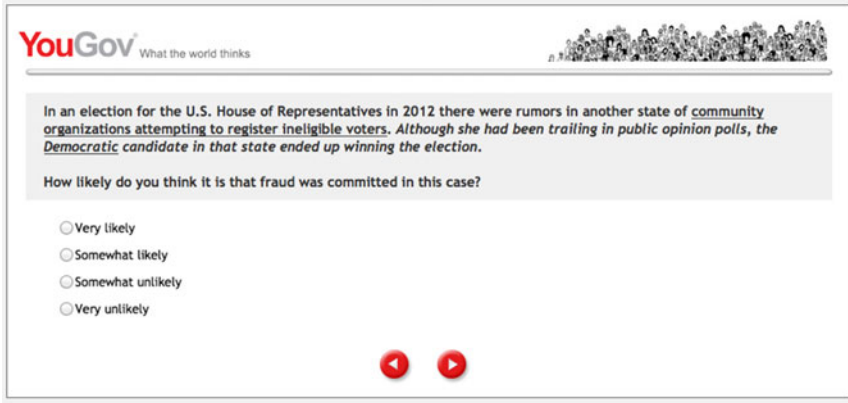 YouGov What the world thinks
In an election for the U.S. House of Representatives in 2012 there were rumors in another state of community
organizations attempting to register ineligible voters. Although she had been trailing in public opinion polls, the
Democratic candidate in that state ended up winning the election.
How likely do you think it is that fraud was committed in this case?
Very likely
Somewhat likely
Somewhat unlikely
Very unlikely